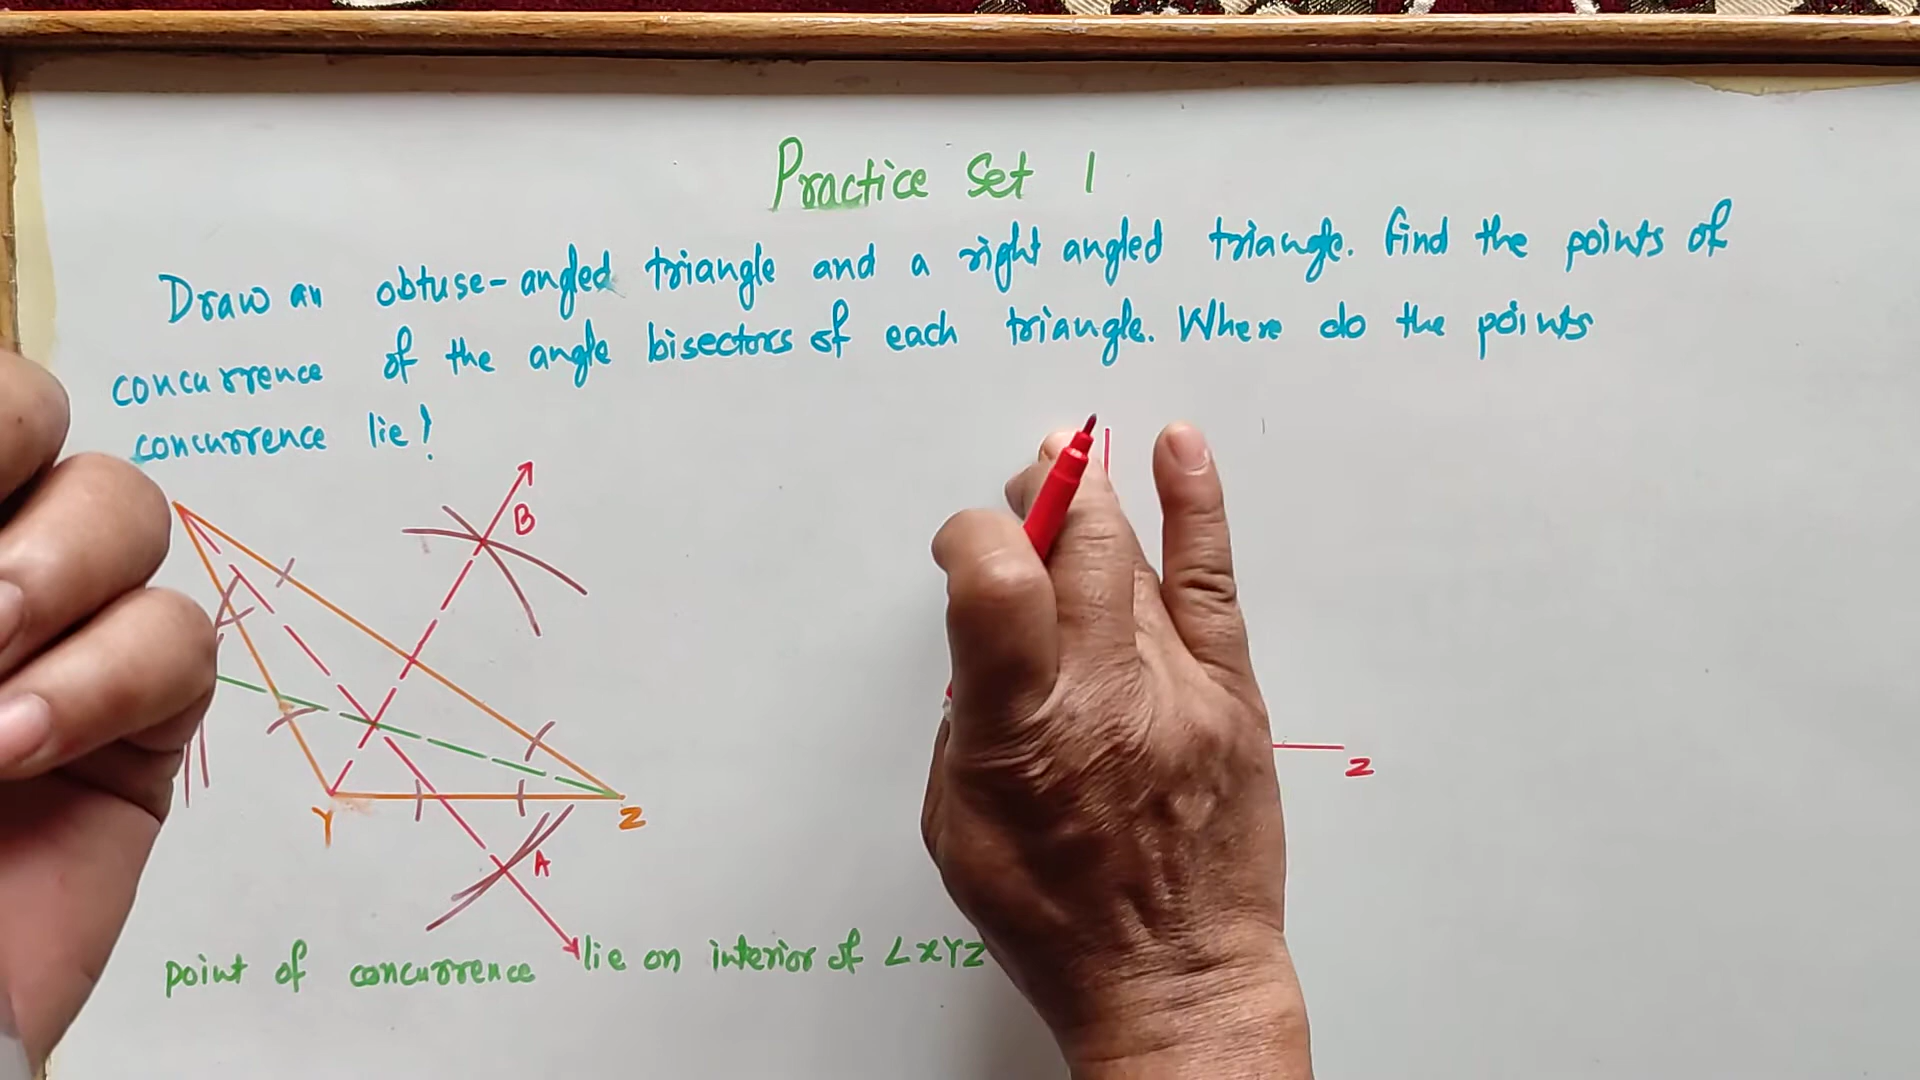 Practice Set 1
Draw an obtuse-angled triangle and a right angled triangle. Find the points of
concurrence of the angle bisectors of each triangle. Where do the points
concurrence lie?
B
Y
Z
A
Z
point of concurrence lie on interior of ∠XYZ